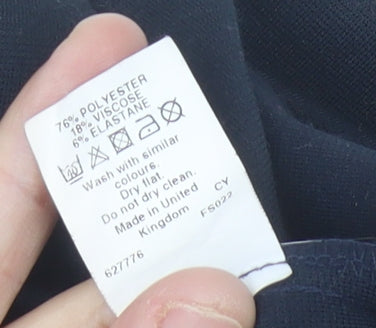 76% POLYESTER
18% VISCOSE
6% ELASTANE
Wash with similar
colours.
Dry flat.
Do not dry clean.
Made in United
Kingdom
CY
627776